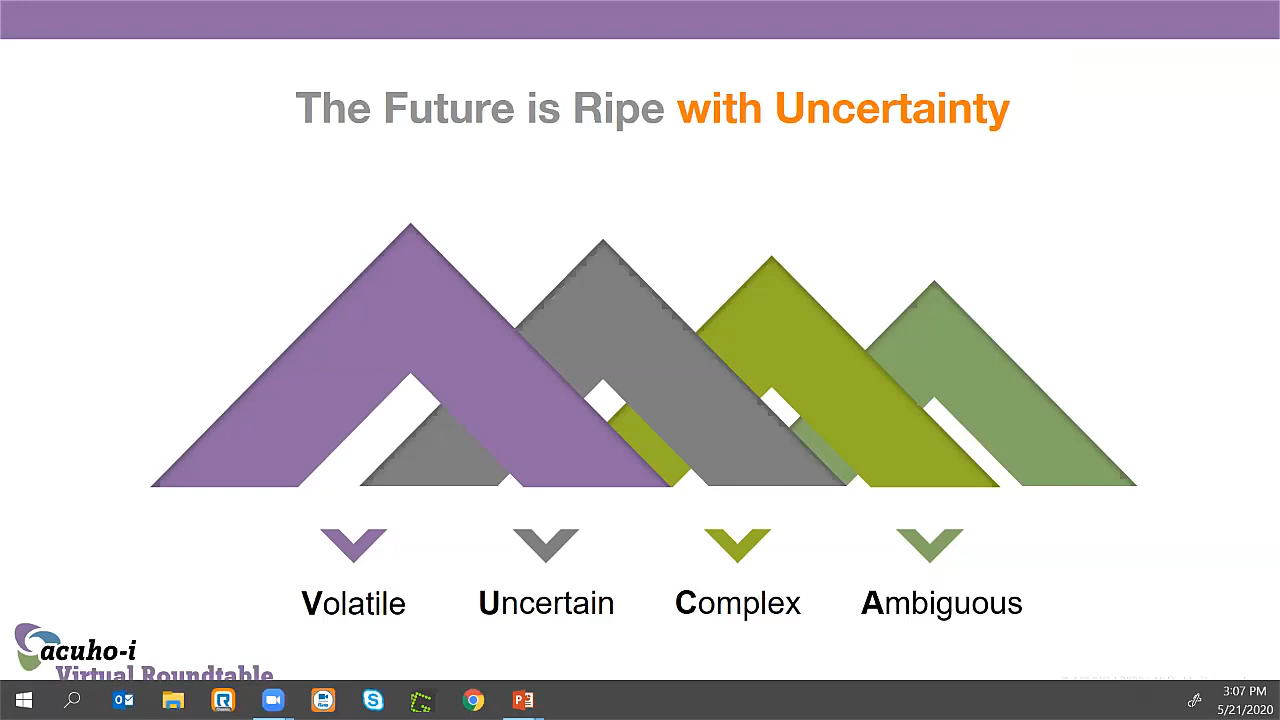 The Future is Ripe with Uncertainty
Volatile
Uncertain
Complex
Ambiguous
acuho-i
Virtual Roundtable
3:07 PM
5/21/2020